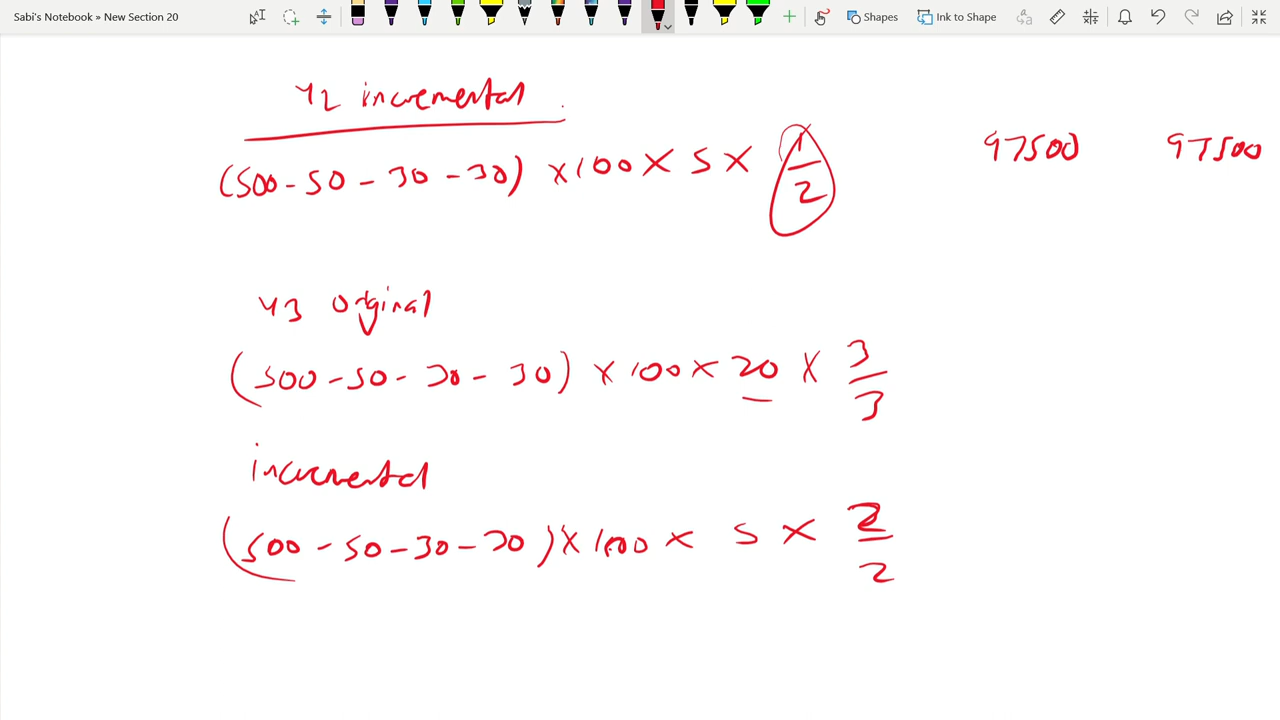 Sabi's Notebook » New Section 20
Shapes
Ink to Shape
Y2 incremental
(500 - 50 - 30 - 30) × 100 × 5 × 1/2
97500 97500
Y3 orginal
(500 - 50 - 30 - 30) × 100 × 20 × 3/3
incremental
(500 - 50 - 30 - 30) × 100 × 5 × 2/2